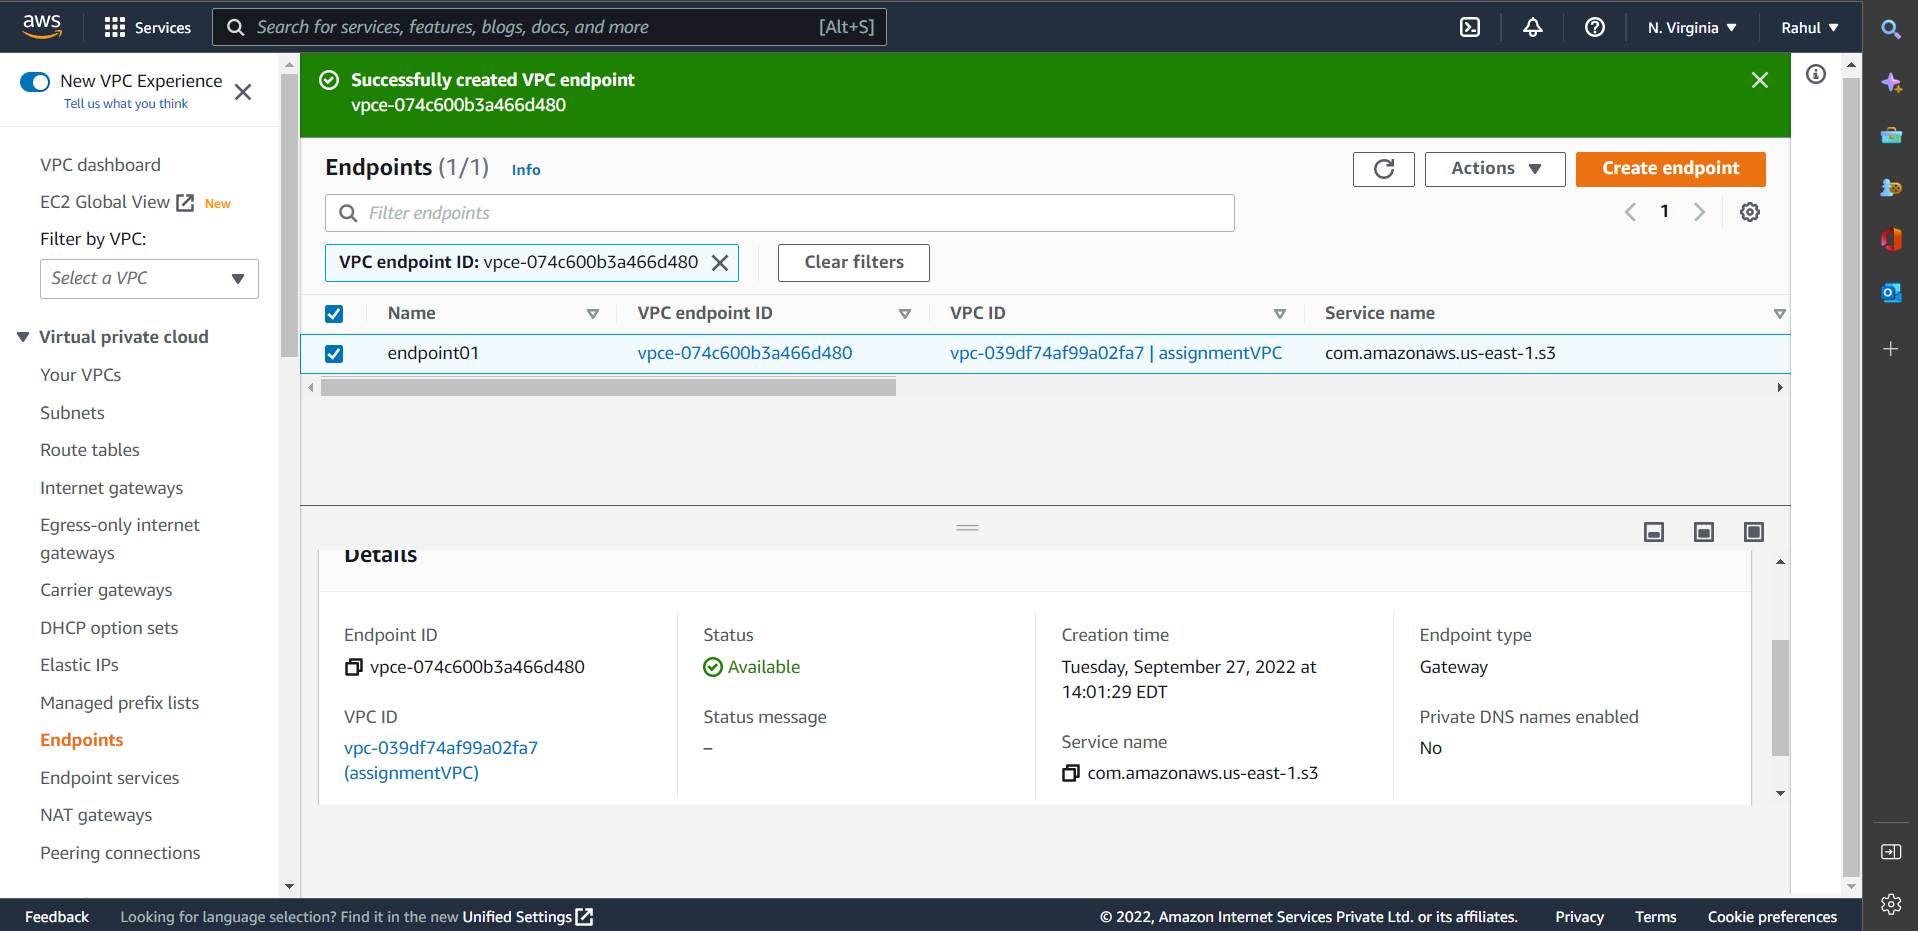 aws
Services
Search for services, features, blogs, docs, and more
[Alt+S]
N. Virginia
Rahul
New VPC Experience
Tell us what you think
VPC dashboard
EC2 Global View New
Filter by VPC:
Select a VPC
Virtual private cloud
Your VPCs
Subnets
Route tables
Internet gateways
Egress-only internet
gateways
Carrier gateways
DHCP option sets
Elastic IPs
Managed prefix lists
Endpoints
Endpoint services
NAT gateways
Peering connections
Successfully created VPC endpoint
vpce-074c600b3a466d480
Endpoints (1/1) Info
Actions
Create endpoint
Filter endpoints
1
VPC endpoint ID: vpce-074c600b3a466d480
Clear filters
Name VPC endpoint ID VPC ID Service name
endpoint01 vpce-074c600b3a466d480 vpc-039df74af99a02fa7 | assignmentVPC com.amazonaws.us-east-1.s3
Details
Endpoint ID
vpce-074c600b3a466d480
VPC ID
vpc-039df74af99a02fa7
(assignmentVPC)
Status
Available
Status message
–
Creation time
Tuesday, September 27, 2022 at
14:01:29 EDT
Service name
com.amazonaws.us-east-1.s3
Endpoint type
Gateway
Private DNS names enabled
No
Feedback
Looking for language selection? Find it in the new Unified Settings
© 2022, Amazon Internet Services Private Ltd. or its affiliates.
Privacy
Terms
Cookie preferences